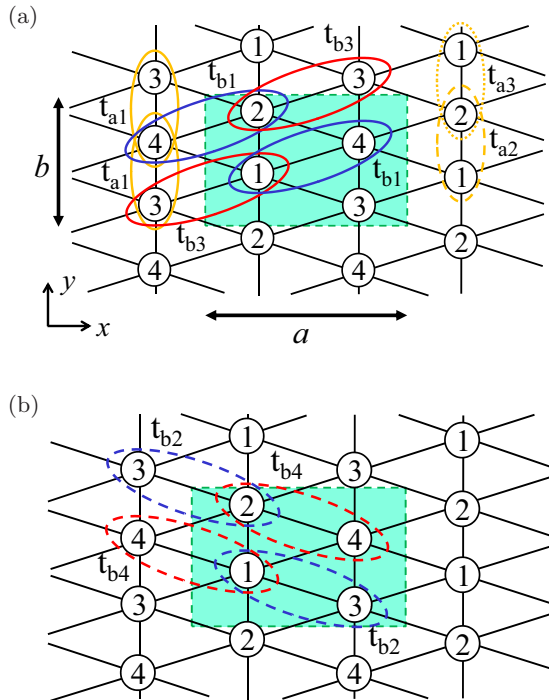 (a)
1 t_b3
3 t_b1 3 1 t_a3
t_a1 2 2
4 4 t_a2
b t_a1 1 t_b1 1
3 3
t_b3 2 2
4 4
y
x a
(b)
t_b2 1 1
3 t_b4 3
2 2
4 4
t_b4 1 1
3 3
2 t_b2 2
4 4